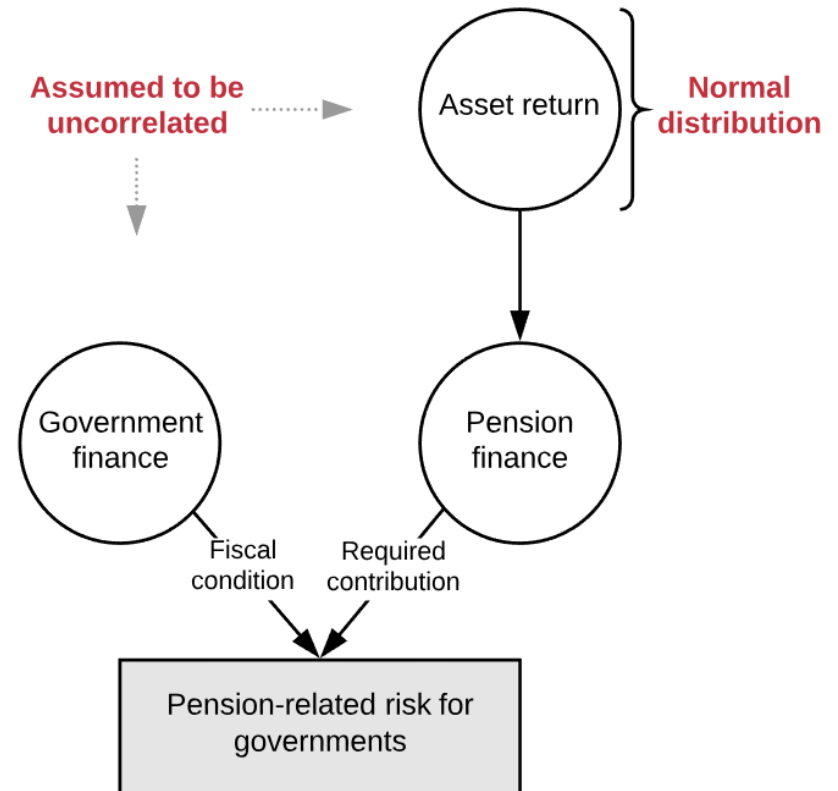 Assumed to be
uncorrelated
Asset return
Normal
distribution
Government
finance
Pension
finance
Fiscal
condition
Required
contribution
Pension-related risk for
governments